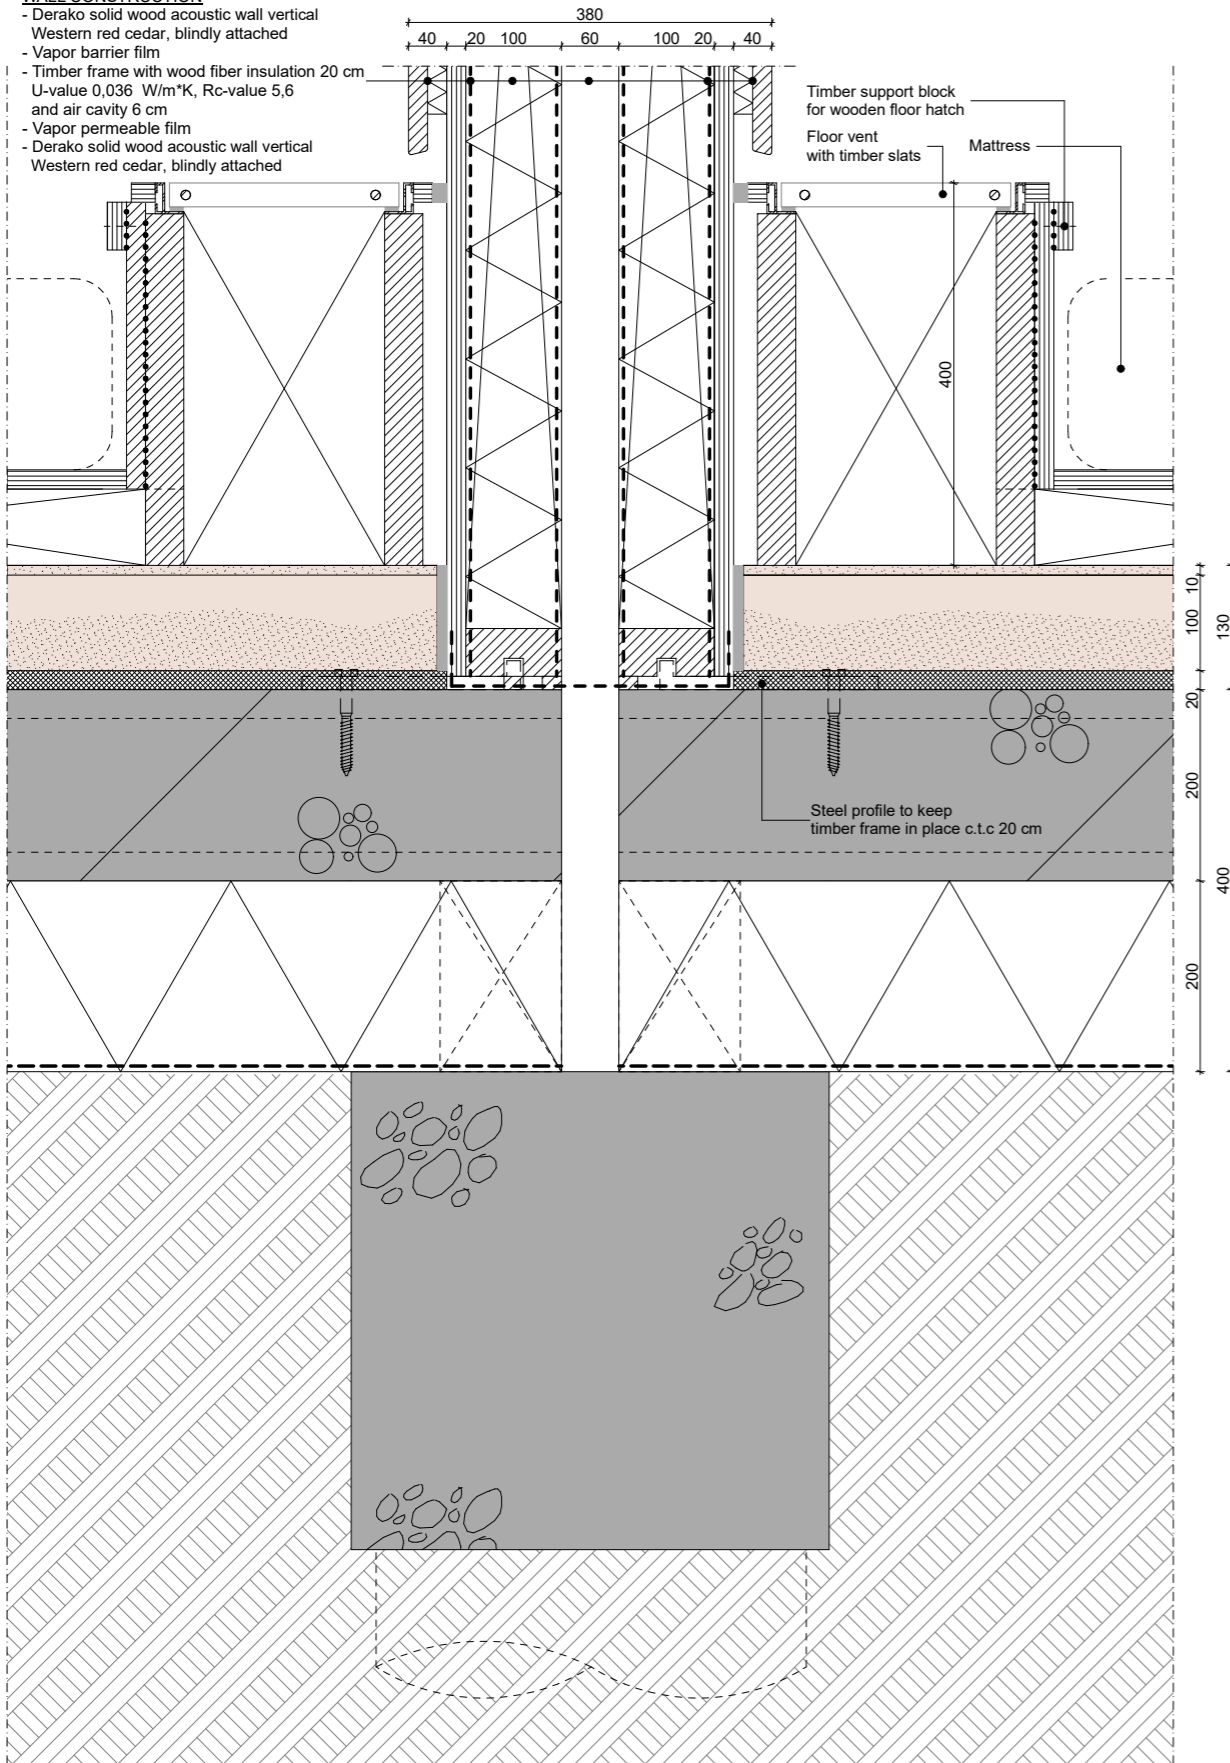 WALL CONSTRUCTION
- Derako solid wood acoustic wall vertical
Western red cedar, blindly attached
- Vapor barrier film
- Timber frame with wood fiber insulation 20 cm
U-value 0,036 W/m*K, Rc-value 5,6
and air cavity 6 cm
- Vapor permeable film
- Derako solid wood acoustic wall vertical
Western red cedar, blindly attached
380
40 20 100 60 100 20 40
Timber support block
for wooden floor hatch
Floor vent
with timber slats
Mattress
400
10
100
130
20
200
Steel profile to keep
timber frame in place c.t.c 20 cm
400
200